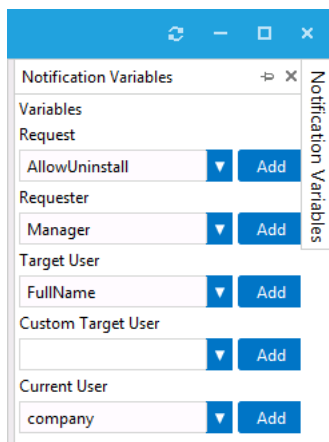 Notification Variables
Variables
Request
AllowUninstall
Add
Requester
Manager
Add
Target User
FullName
Add
Custom Target User
Add
Current User
company
Add
Notification Variables